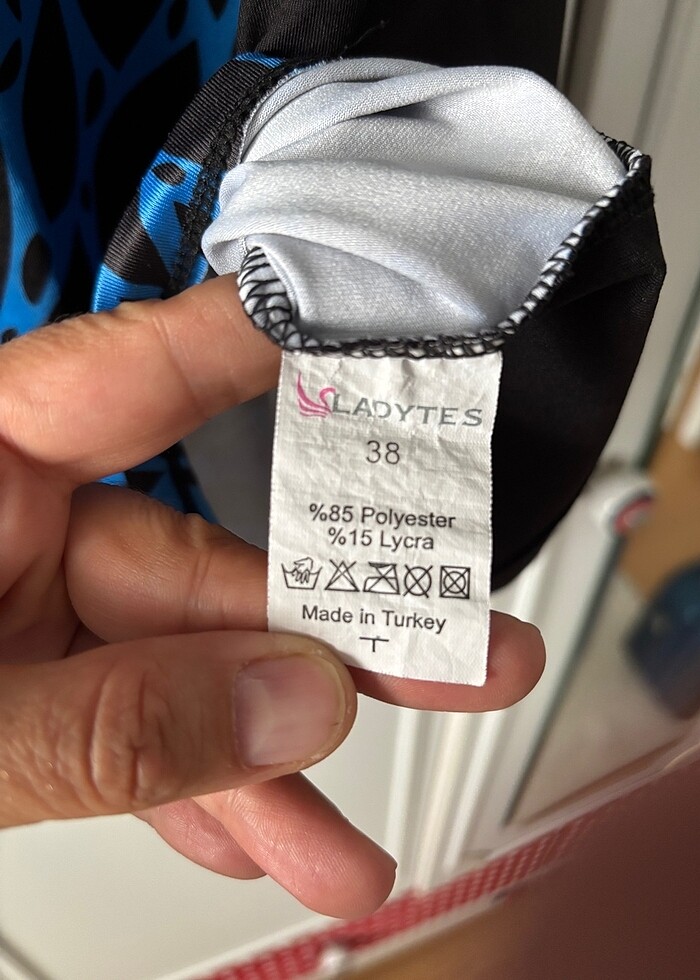 LADYTES
38
%85 Polyester
%15 Lycra
Made in Turkey
T